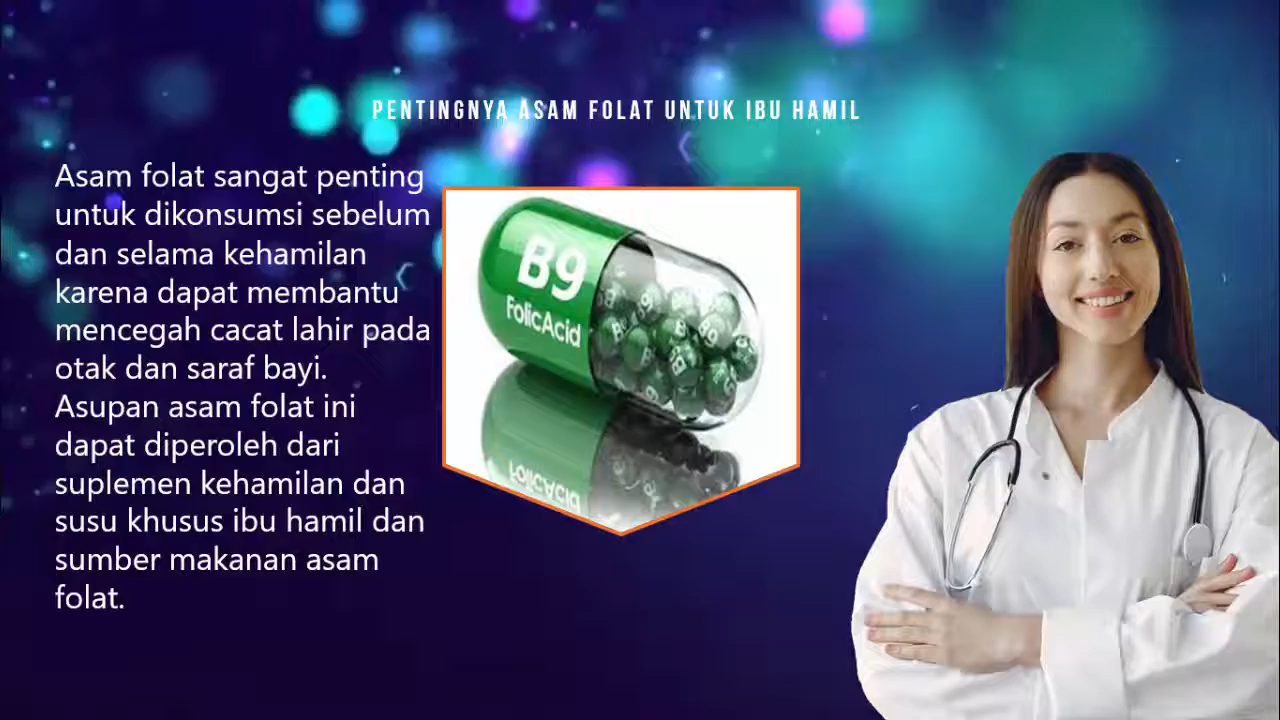 PENTINGNYA ASAM FOLAT UNTUK IBU HAMIL
Asam folat sangat penting
untuk dikonsumsi sebelum
dan selama kehamilan
karena dapat membantu
mencegah cacat lahir pada
otak dan saraf bayi.
Asupan asam folat ini
dapat diperoleh dari
suplemen kehamilan dan
susu khusus ibu hamil dan
sumber makanan asam
folat.
B9
FolicAcid